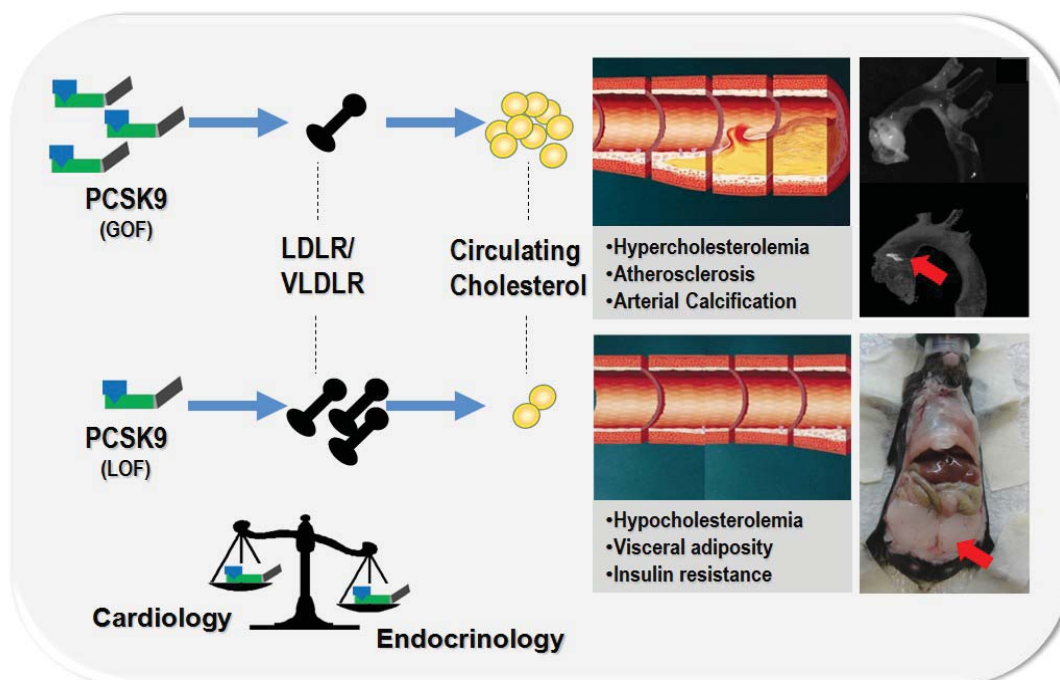 PCSK9
(GOF)
LDLR/
VLDLR
Circulating
Cholesterol
•Hypercholesterolemia
•Atherosclerosis
•Arterial Calcification
PCSK9
(LOF)
•Hypocholesterolemia
•Visceral adiposity
•Insulin resistance
Cardiology
Endocrinology